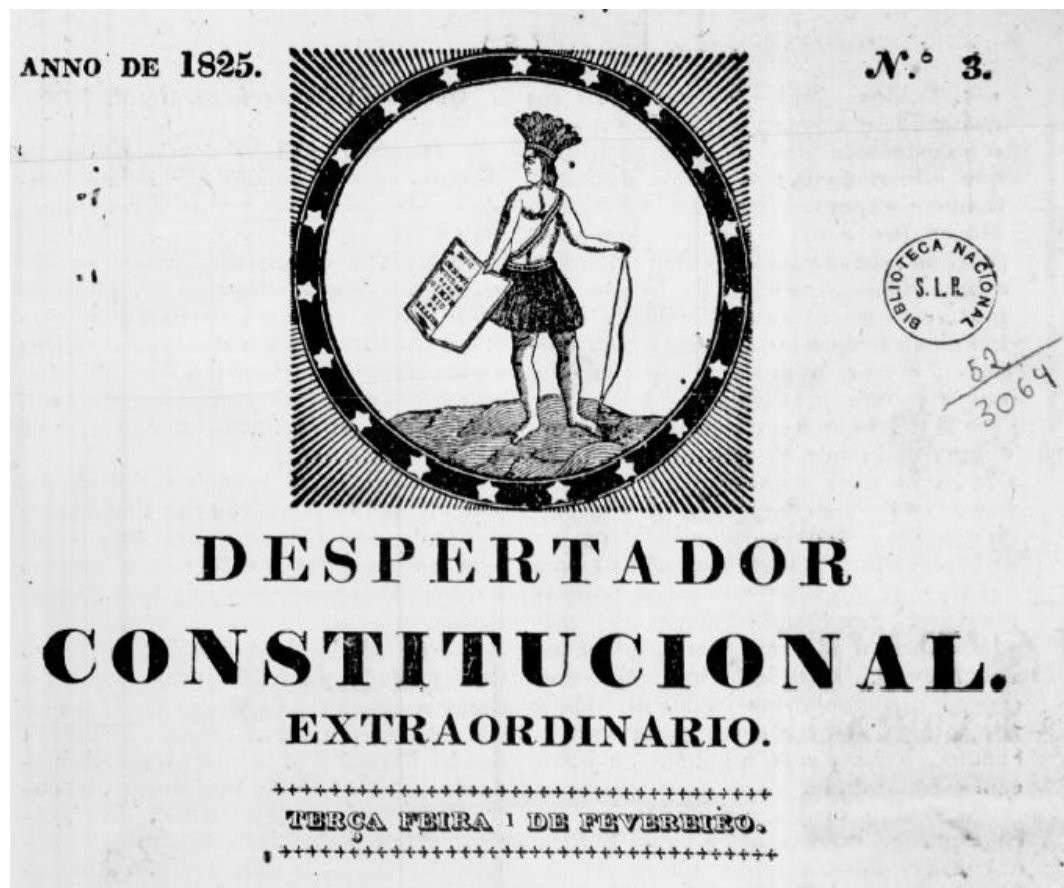 ANNO DE 1825.
N.º 3.
BIBLIOTECA NACIONAL
S. L. R.
52
3064
DESPERTADOR
CONSTITUCIONAL.
EXTRAORDINARIO.
TERÇA FEIRA 1 DE FEVEREIRO.